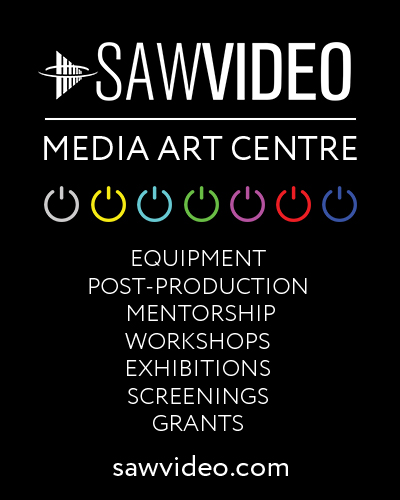 SAWVIDEO
MEDIA ART CENTRE
EQUIPMENT
POST-PRODUCTION
MENTORSHIP
WORKSHOPS
EXHIBITIONS
SCREENINGS
GRANTS
sawvideo.com